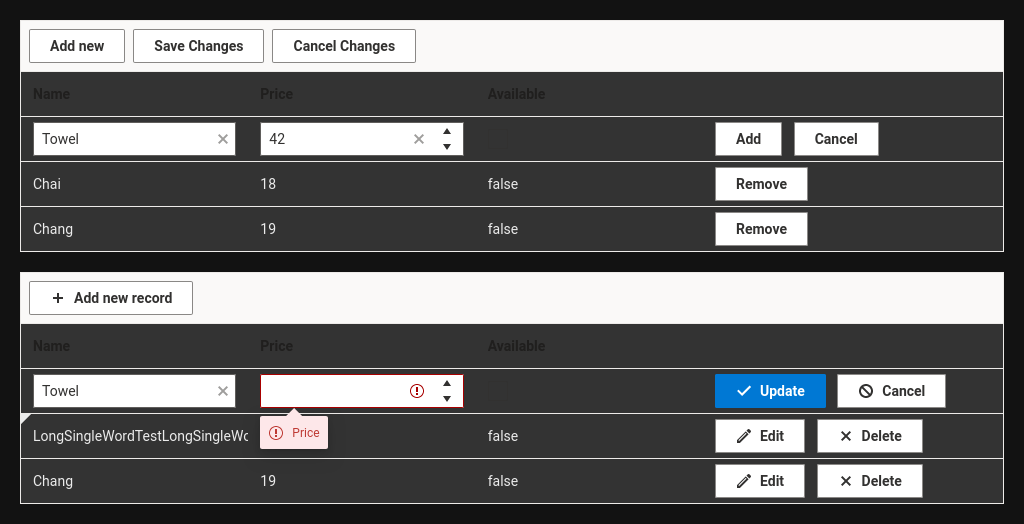 Add new Save Changes Cancel Changes
Name Price Available
Towel 42 Add Cancel
Chai 18 false Remove
Chang 19 false Remove
Add new record
Name Price Available
Towel Update Cancel
LongSingleWordTestLongSingleWo false Edit Delete
Price
Chang 19 false Edit Delete